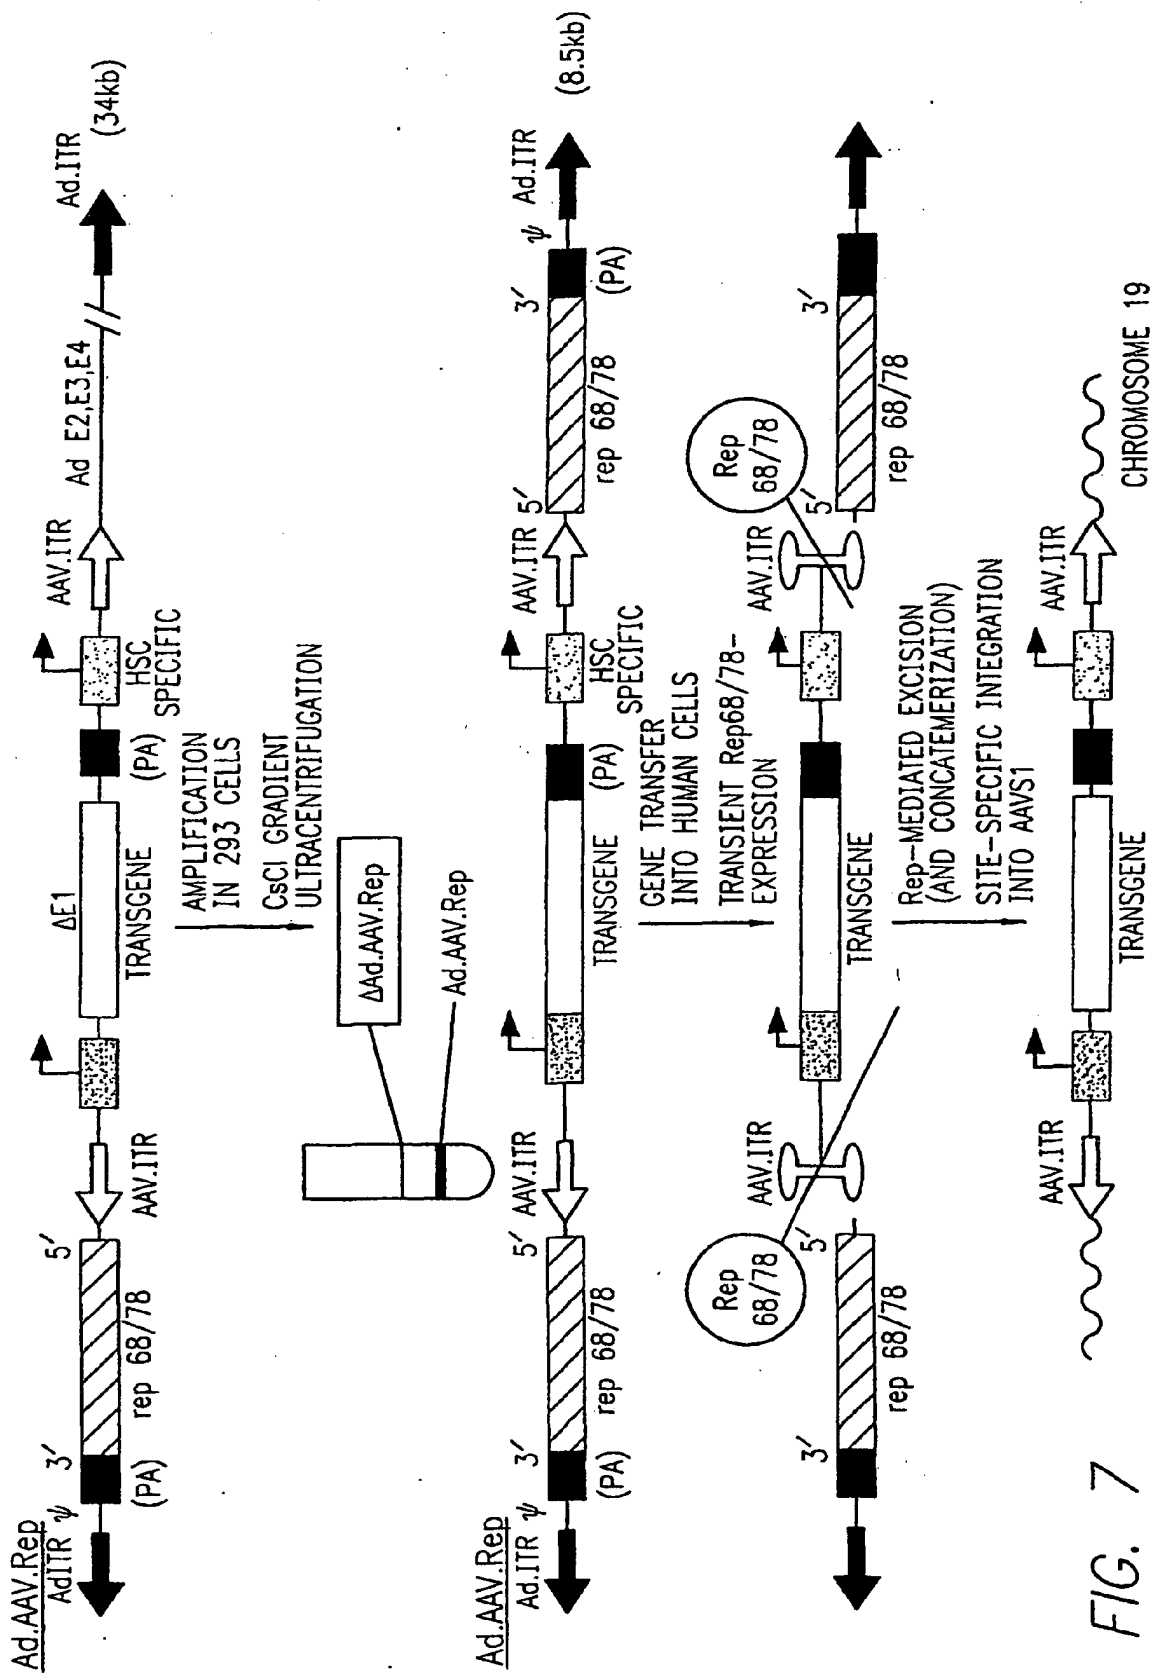 Ad.AAV.Rep
AdITR ψ 3′ 5′ AAV.ITR ΔE1 AAV.ITR Ad E2,E3,E4 Ad.ITR
(34kb)
(PA) rep 68/78 TRANSGENE (PA) HSC
SPECIFIC
AMPLIFICATION
IN 293 CELLS
CsCl GRADIENT
ULTRACENTRIFUGATION
ΔAd.AAV.Rep
Ad.AAV.Rep
Ad.AAV.Rep
Ad.ITR ψ 3′ 5′ AAV.ITR AAV.ITR 5′ 3′ ψ Ad.ITR
(8.5kb)
(PA) rep 68/78 TRANSGENE (PA) HSC
SPECIFIC
rep 68/78 (PA)
GENE TRANSFER
INTO HUMAN CELLS
TRANSIENT Rep68/78-
EXPRESSION
Rep
68/78
AAV.ITR AAV.ITR
Rep
68/78
3′ 5′ 5′ 3′
rep 68/78 TRANSGENE rep 68/78
Rep-MEDIATED EXCISION
(AND CONCATEMERIZATION)
SITE-SPECIFIC INTEGRATION
INTO AAVS1
AAV.ITR AAV.ITR
TRANSGENE CHROMOSOME 19
FIG. 7